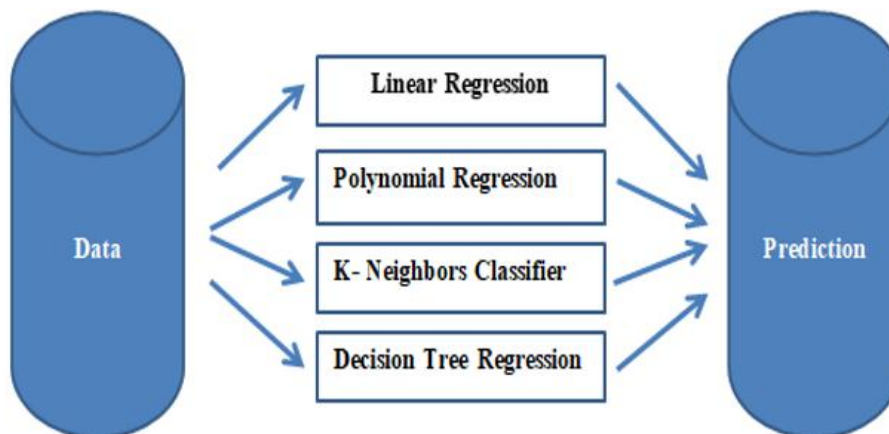 Linear Regression
Polynomial Regression
Data
K- Neighbors Classifier
Prediction
Decision Tree Regression